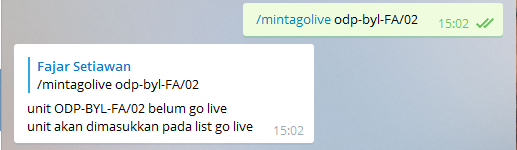 /mintagolive odp-byl-FA/02
15:02
Fajar Setiawan
/mintagolive odp-byl-FA/02
unit ODP-BYL-FA/02 belum go live
unit akan dimasukkan pada list go live
15:02